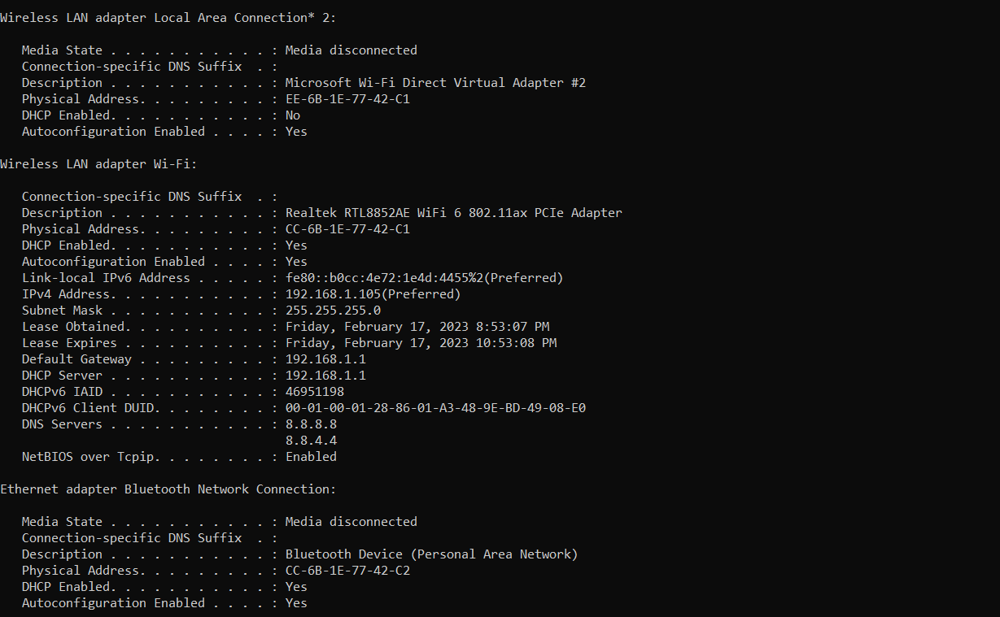 Wireless LAN adapter Local Area Connection* 2:
Media State . . . . . . . . . . . : Media disconnected
Connection-specific DNS Suffix  . :
Description . . . . . . . . . . . : Microsoft Wi-Fi Direct Virtual Adapter #2
Physical Address. . . . . . . . . : EE-6B-1E-77-42-C1
DHCP Enabled. . . . . . . . . . . : No
Autoconfiguration Enabled . . . . : Yes
Wireless LAN adapter Wi-Fi:
Connection-specific DNS Suffix  . :
Description . . . . . . . . . . . : Realtek RTL8852AE WiFi 6 802.11ax PCIe Adapter
Physical Address. . . . . . . . . : CC-6B-1E-77-42-C1
DHCP Enabled. . . . . . . . . . . : Yes
Autoconfiguration Enabled . . . . : Yes
Link-local IPv6 Address . . . . . : fe80::b0cc:4e72:1e4d:4455%2(Preferred)
IPv4 Address. . . . . . . . . . . : 192.168.1.105(Preferred)
Subnet Mask . . . . . . . . . . . : 255.255.255.0
Lease Obtained. . . . . . . . . . : Friday, February 17, 2023 8:53:07 PM
Lease Expires . . . . . . . . . . : Friday, February 17, 2023 10:53:08 PM
Default Gateway . . . . . . . . . : 192.168.1.1
DHCP Server . . . . . . . . . . . : 192.168.1.1
DHCPv6 IAID . . . . . . . . . . . : 46951198
DHCPv6 Client DUID. . . . . . . . : 00-01-00-01-28-86-01-A3-48-9E-BD-49-08-E0
DNS Servers . . . . . . . . . . . : 8.8.8.8
8.8.4.4
NetBIOS over Tcpip. . . . . . . . : Enabled
Ethernet adapter Bluetooth Network Connection:
Media State . . . . . . . . . . . : Media disconnected
Connection-specific DNS Suffix  . :
Description . . . . . . . . . . . : Bluetooth Device (Personal Area Network)
Physical Address. . . . . . . . . : CC-6B-1E-77-42-C2
DHCP Enabled. . . . . . . . . . . : Yes
Autoconfiguration Enabled . . . . : Yes